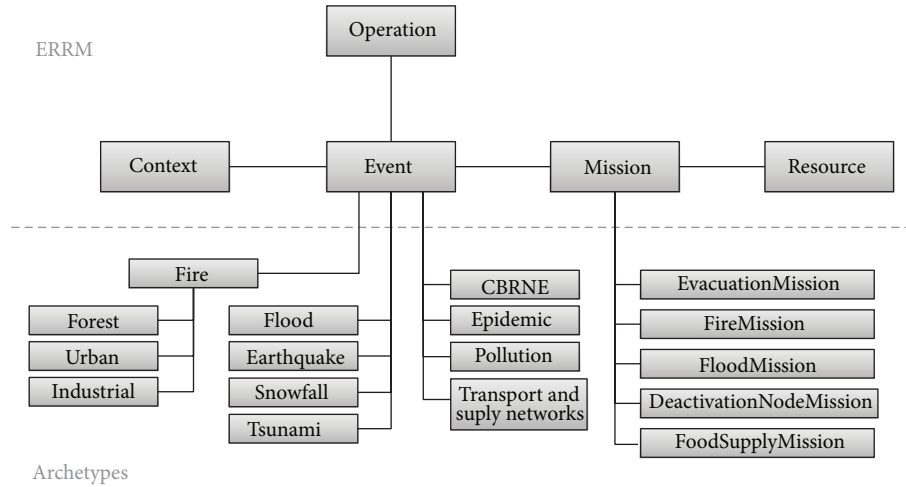 Operation
ERRM
Context
Event
Mission
Resource
Fire
Forest
Urban
Industrial
Flood
Earthquake
Snowfall
Tsunami
CBRNE
Epidemic
Pollution
Transport and
suply networks
EvacuationMission
FireMission
FloodMission
DeactivationNodeMission
FoodSupplyMission
Archetypes